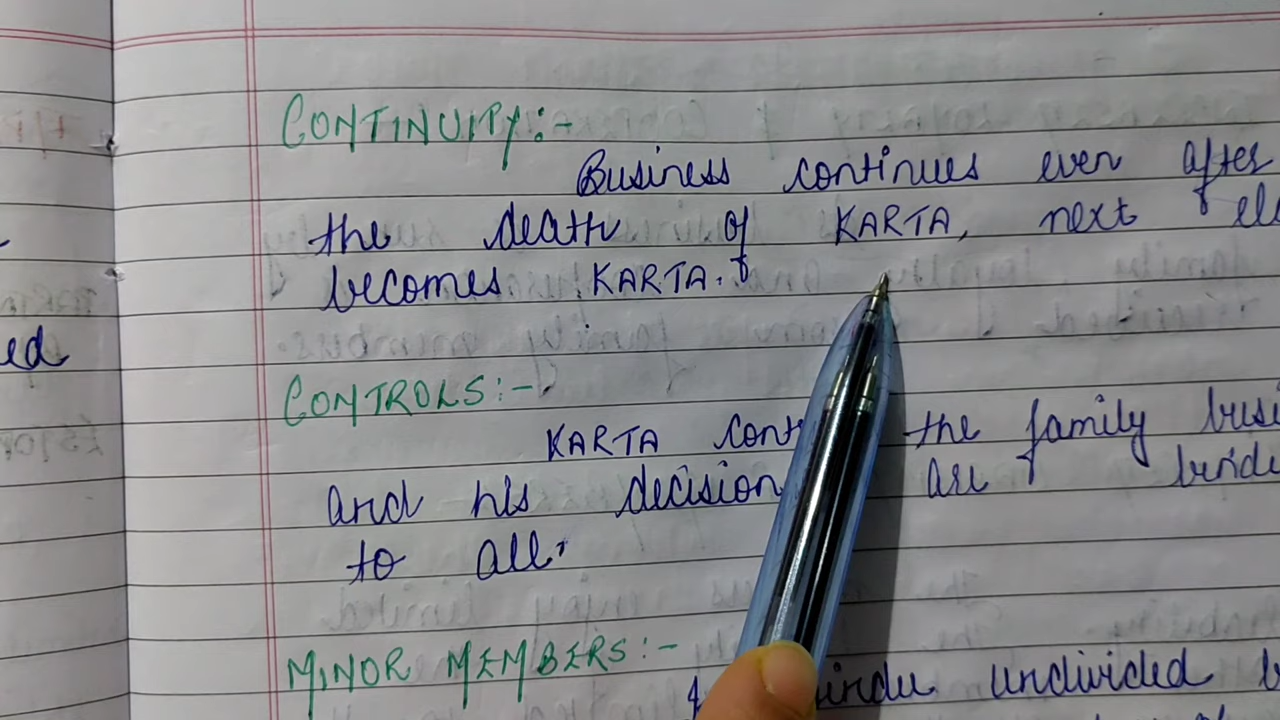 CONTINUITY:-
Business continues even after
the death of KARTA, next
becomes KARTA.
ed
CONTROLS:-
KARTA the family
and his decision are
to all.
MINOR MEMBERS:-
undivided